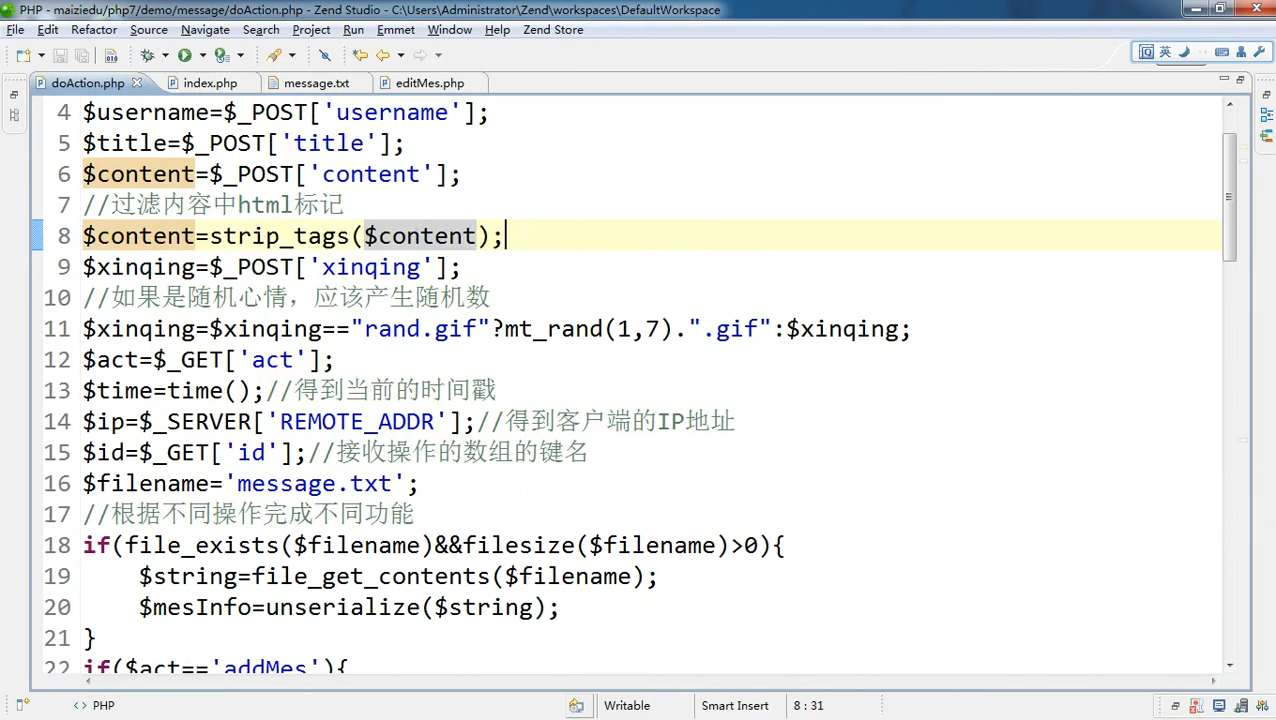 PHP - maiziedu/php7/demo/message/doAction.php - Zend Studio - C:\Users\Administrator\Zend\workspaces\DefaultWorkspace
File Edit Refactor Source Navigate Search Project Run Emmet Window Help Zend Store
英
doAction.php index.php message.txt editMes.php
4 $username=$_POST['username'];
5 $title=$_POST['title'];
6 $content=$_POST['content'];
7 //过滤内容中html标记
8 $content=strip_tags($content);
9 $xinqing=$_POST['xinqing'];
10 //如果是随机心情，应该产生随机数
11 $xinqing=$xinqing=="rand.gif"?mt_rand(1,7).".gif":$xinqing;
12 $act=$_GET['act'];
13 $time=time();//得到当前的时间戳
14 $ip=$_SERVER['REMOTE_ADDR'];//得到客户端的IP地址
15 $id=$_GET['id'];//接收操作的数组的键名
16 $filename='message.txt';
17 //根据不同操作完成不同功能
18 if(file_exists($filename)&&filesize($filename)>0){
19 $string=file_get_contents($filename);
20 $mesInfo=unserialize($string);
21 }
22 if($act=='addMes'){
<> PHP Writable Smart Insert 8 : 31